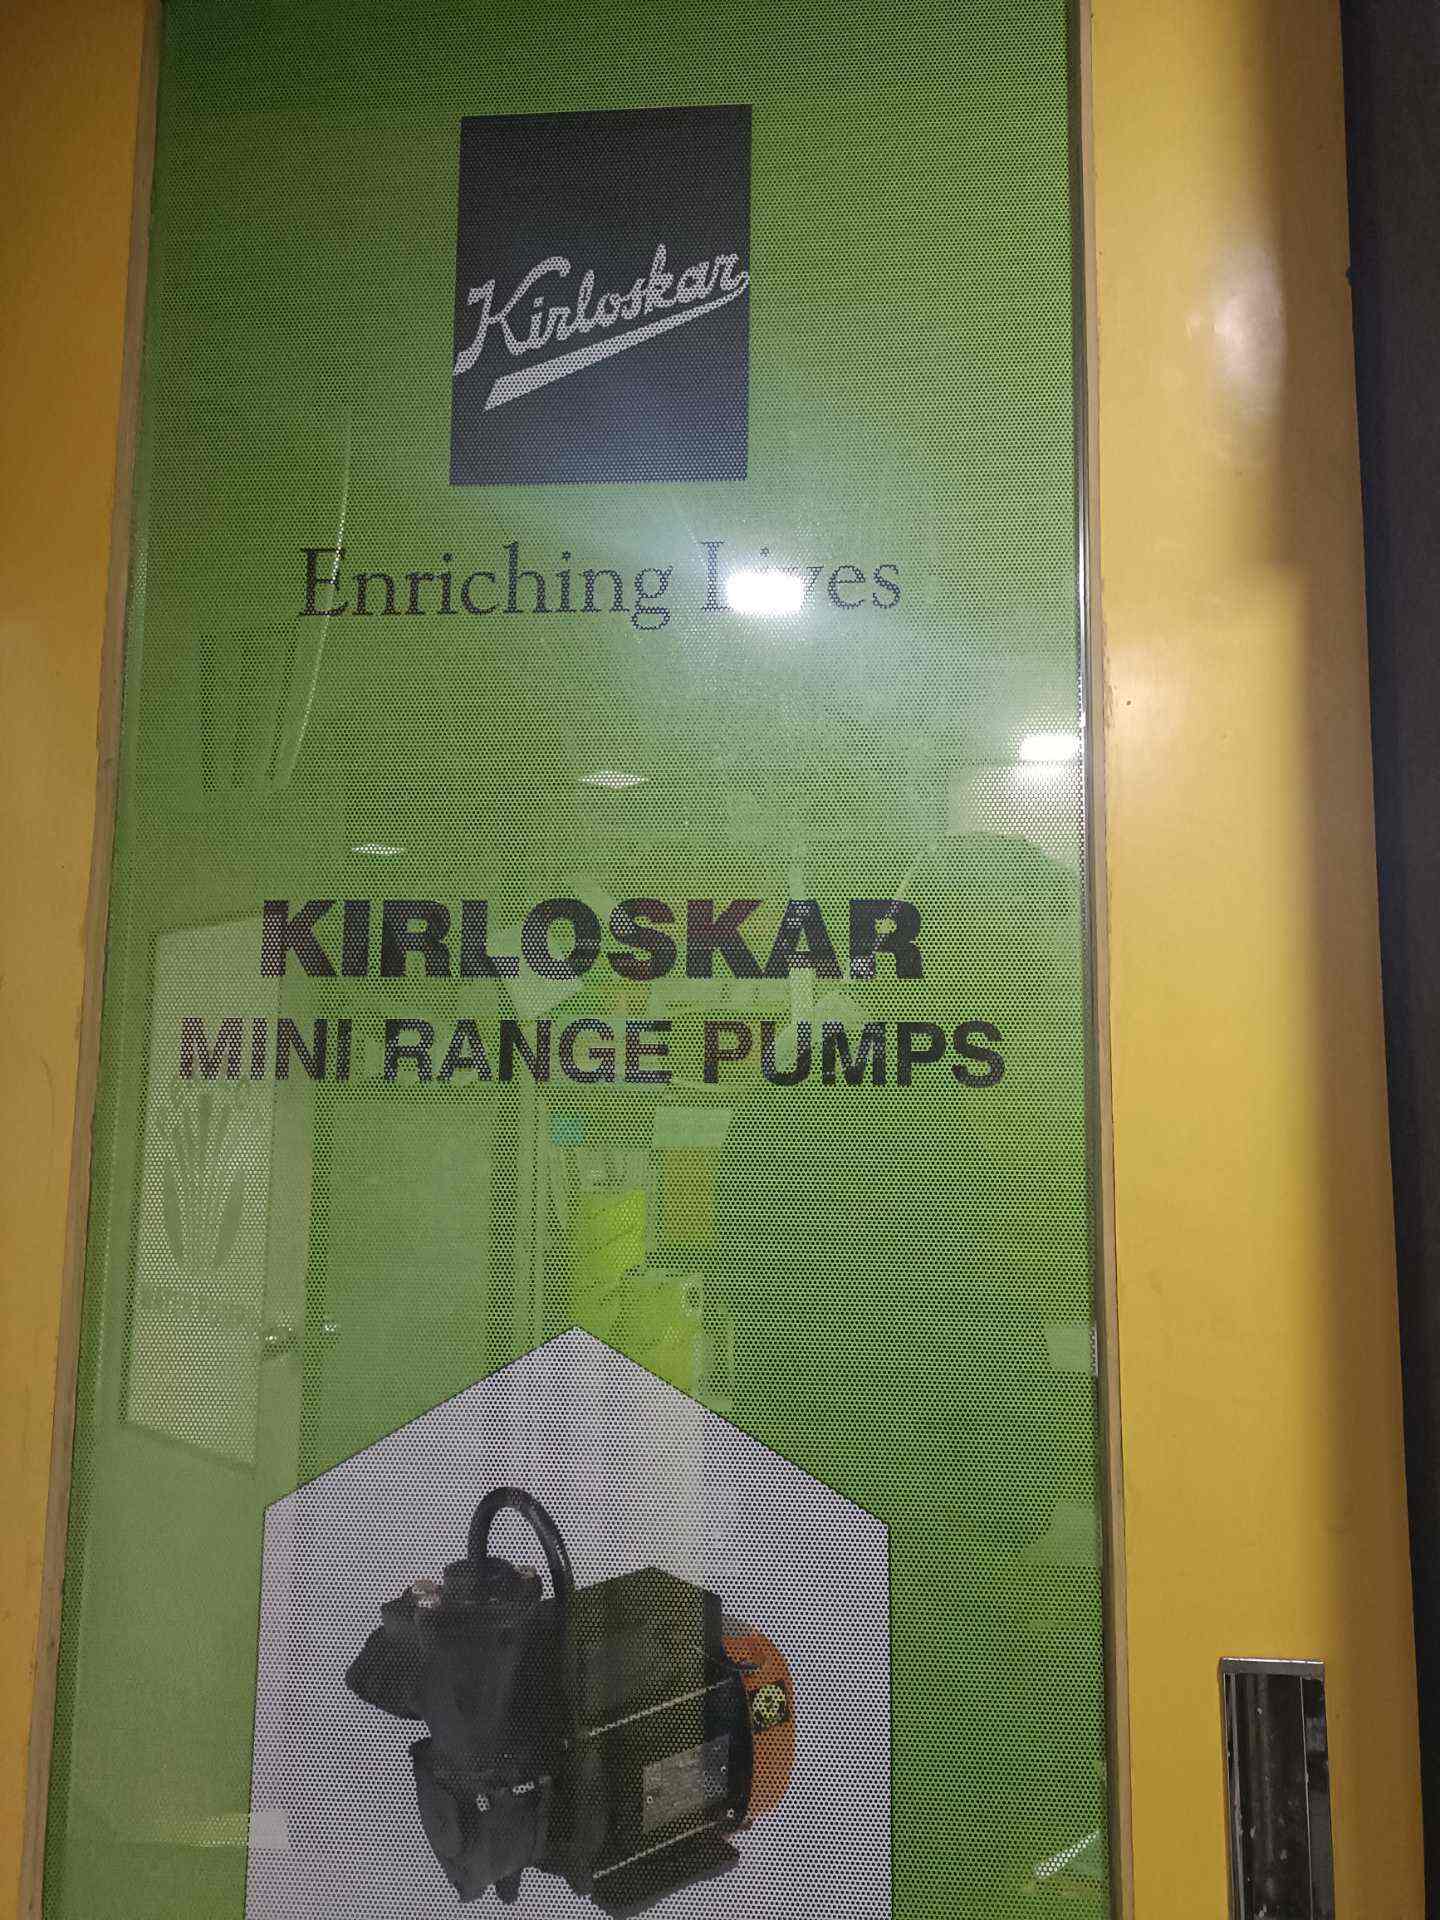 Kirloskar
Enriching Lives
KIRLOSKAR
MINI RANGE PUMPS